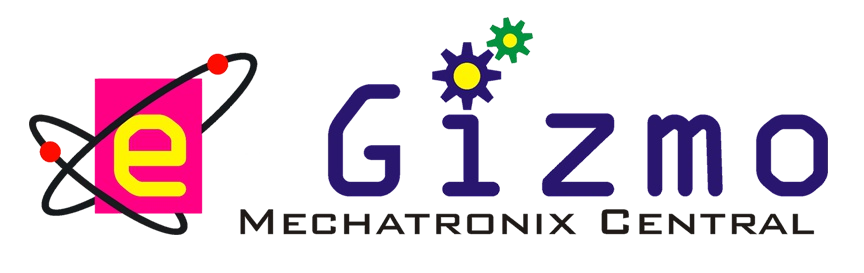 e Gizmo
MECHATRONIX CENTRAL